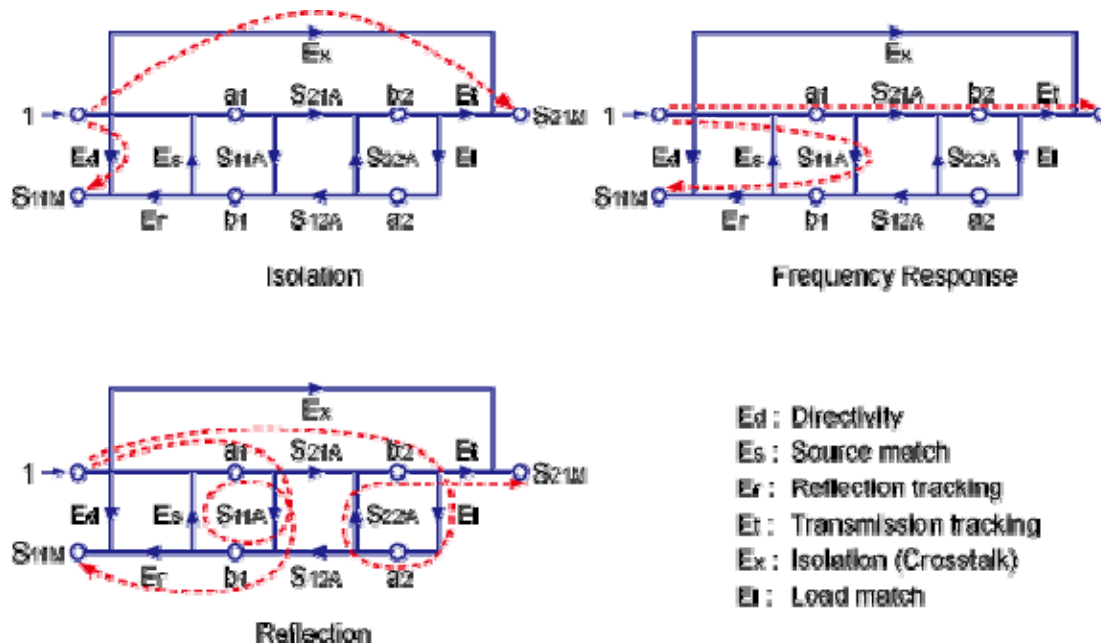 Ex
a1 S21A b2 Et
1 S21M
Ed Es S11A S22A El
S11M
Er b1 S12A a2
Isolation
Ex
a1 S21A b2 Et
1
Ed Es S11A S22A El
S11M
Er b1 S12A a2
Frequency Response
Ex
a1 S21A b2 Et
1 S21M
Ed Es S11A S22A El
S11M
Er b1 S12A a2
Reflection
Ed : Directivity
Es : Source match
Er : Reflection tracking
Et : Transmission tracking
Ex : Isolation (Crosstalk)
El : Load match